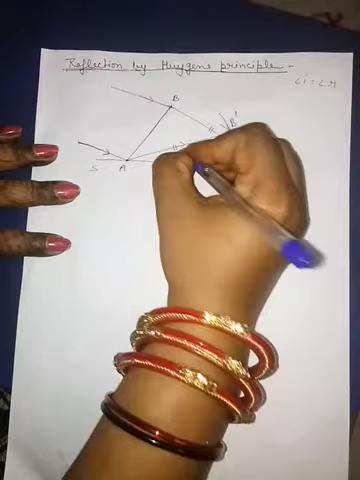 Reflection by Huygens principle -
∠i = ∠r
B
B'
S A